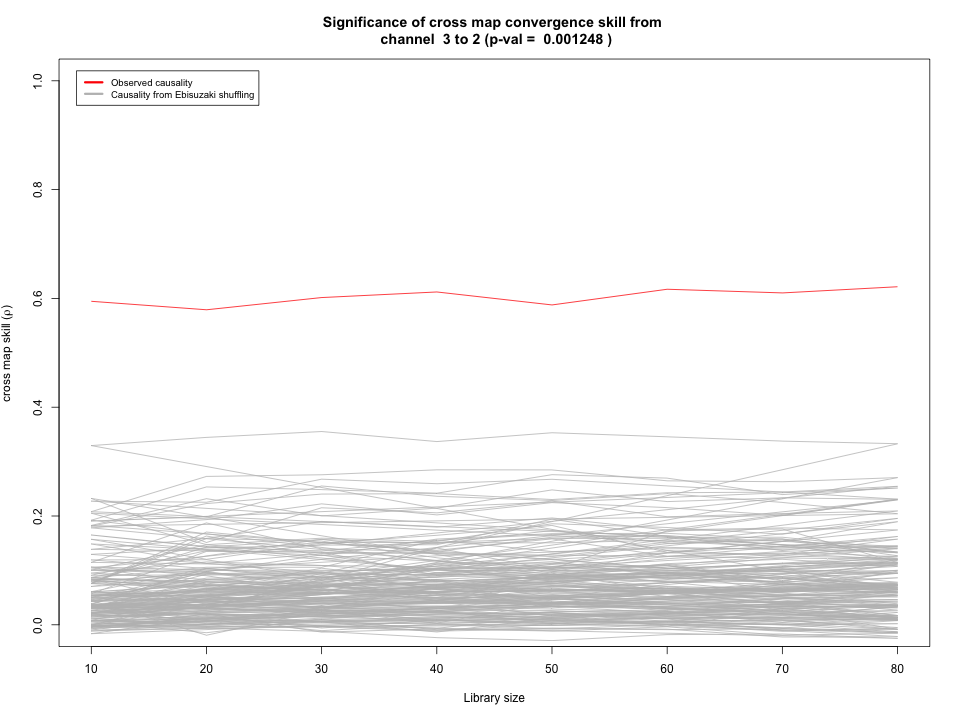 Significance of cross map convergence skill from
channel  3 to 2 (p-val =  0.001248 )
Observed causality
Causality from Ebisuzaki shuffling
cross map skill (ρ)
1.0
0.8
0.6
0.4
0.2
0.0
10 20 30 40 50 60 70 80
Library size